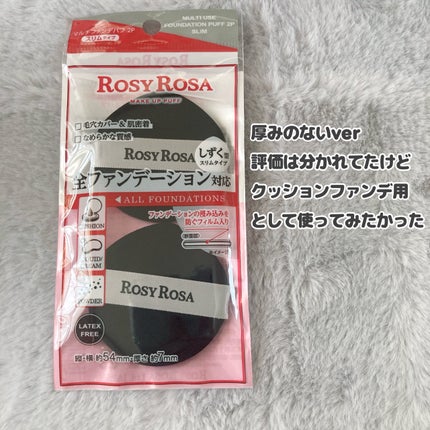 マルチファンデパフ 2P
スリムタイプ
MULTI USE
FOUNDATION PUFF 2P
SLIM
ROSY ROSA
MAKE UP PUFF
毛穴カバー&肌密着
なめらかな質感
しずく型
スリムタイプ
ROSY ROSA
全ファンデーション対応
ALL FOUNDATIONS
ファンデーションの揉み込みを
防ぐフィルム入り
CUSHION
LIQUID/
CREAM
POWDER
ROSY ROSA
LATEX
FREE
縦・横 約54mm・厚さ 約7mm
厚みのないver
評価は分かれてたけど
クッションファンデ用
として使ってみたかった